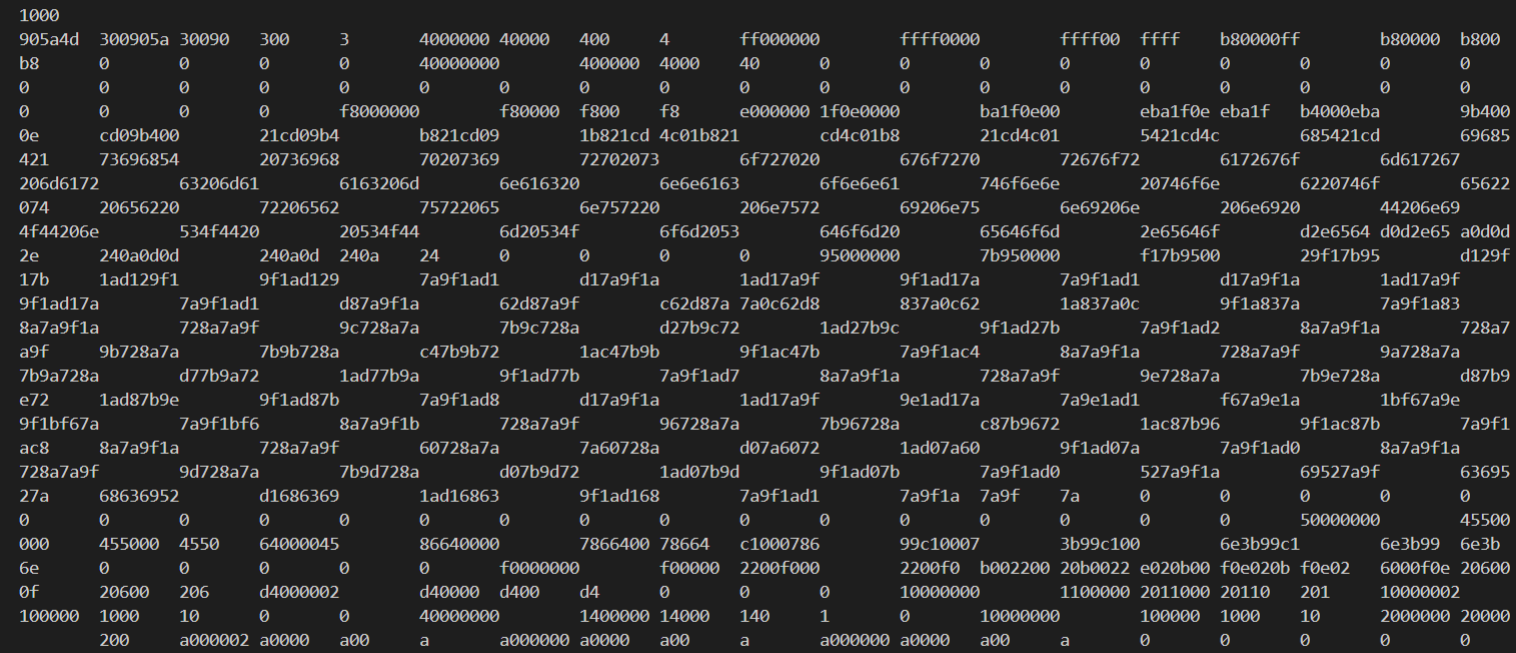 1000
905a4d 300905a 30090 300 3 4000000 40000 400 4 ff000000 ffff0000 ffff00 ffff b80000ff b80000 b800
b8 0 0 0 0 40000000 400000 4000 40 0 0 0 0 0 0 0 0
0 0 0 0 0 0 0 0 0 0 0 0 0 0 0 0 0 0 0
0 0 0 0 f8000000 f80000 f800 f8 e000000 1f0e0000 ba1f0e00 eba1f0e eba1f b4000eba 9b400
0e cd09b400 21cd09b4 b821cd09 1b821cd 4c01b821 cd4c01b8 21cd4c01 5421cd4c 685421cd 69685
421 73696854 20736968 70207369 72702073 6f727020 676f7270 72676f72 6172676f 6d617267
206d6172 63206d61 6163206d 6e616320 6e6e6163 6f6e6e61 746f6e6e 20746f6e 6220746f 65622
074 20656220 72206562 75722065 6e757220 206e7572 69206e75 6e69206e 206e6920 44206e69
4f44206e 534f4420 20534f44 6d20534f 6f6d2053 646f6d20 65646f6d 2e65646f d2e6564 d0d2e65 a0d0d
2e 240a0d0d 240a0d 240a 24 0 0 0 0 95000000 7b950000 f17b9500 29f17b95 d129f
17b 1ad129f1 9f1ad129 7a9f1ad1 d17a9f1a 1ad17a9f 9f1ad17a 7a9f1ad1 d17a9f1a 1ad17a9f
9f1ad17a 7a9f1ad1 d87a9f1a 62d87a9f c62d87a 7a0c62d8 837a0c62 1a837a0c 9f1a837a 7a9f1a83
8a7a9f1a 728a7a9f 9c728a7a 7b9c728a d27b9c72 1ad27b9c 9f1ad27b 7a9f1ad2 8a7a9f1a 728a7
a9f 9b728a7a 7b9b728a c47b9b72 1ac47b9b 9f1ac47b 7a9f1ac4 8a7a9f1a 728a7a9f 9a728a7a
7b9a728a d77b9a72 1ad77b9a 9f1ad77b 7a9f1ad7 8a7a9f1a 728a7a9f 9e728a7a 7b9e728a d87b9
e72 1ad87b9e 9f1ad87b 7a9f1ad8 d17a9f1a 1ad17a9f 9e1ad17a 7a9e1ad1 f67a9e1a 1bf67a9e
9f1bf67a 7a9f1bf6 8a7a9f1b 728a7a9f 96728a7a 7b96728a c87b9672 1ac87b96 9f1ac87b 7a9f1
ac8 8a7a9f1a 728a7a9f 60728a7a 7a60728a d07a6072 1ad07a60 9f1ad07a 7a9f1ad0 8a7a9f1a
728a7a9f 9d728a7a 7b9d728a d07b9d72 1ad07b9d 9f1ad07b 7a9f1ad0 527a9f1a 69527a9f 63695
27a 68636952 d1686369 1ad16863 9f1ad168 7a9f1ad1 7a9f1a 7a9f 7a 0 0 0 0 0
0 0 0 0 0 0 0 0 0 0 0 0 0 0 0 0 50000000 45500
000 455000 4550 64000045 86640000 7866400 78664 c1000786 99c10007 3b99c100 6e3b99c1 6e3b99 6e3b
6e 0 0 0 0 0 f0000000 f00000 2200f000 2200f0 b002200 20b0022 e020b00 f0e020b f0e02 6000f0e 20600
0f 20600 206 d4000002 d40000 d400 d4 0 0 0 10000000 1100000 2011000 20110 201 10000002
100000 1000 10 0 0 40000000 1400000 14000 140 1 0 10000000 100000 1000 10 2000000 20000
200 a000002 a0000 a00 a a000000 a0000 a00 a a000000 a0000 a00 a 0 0 0 0 0